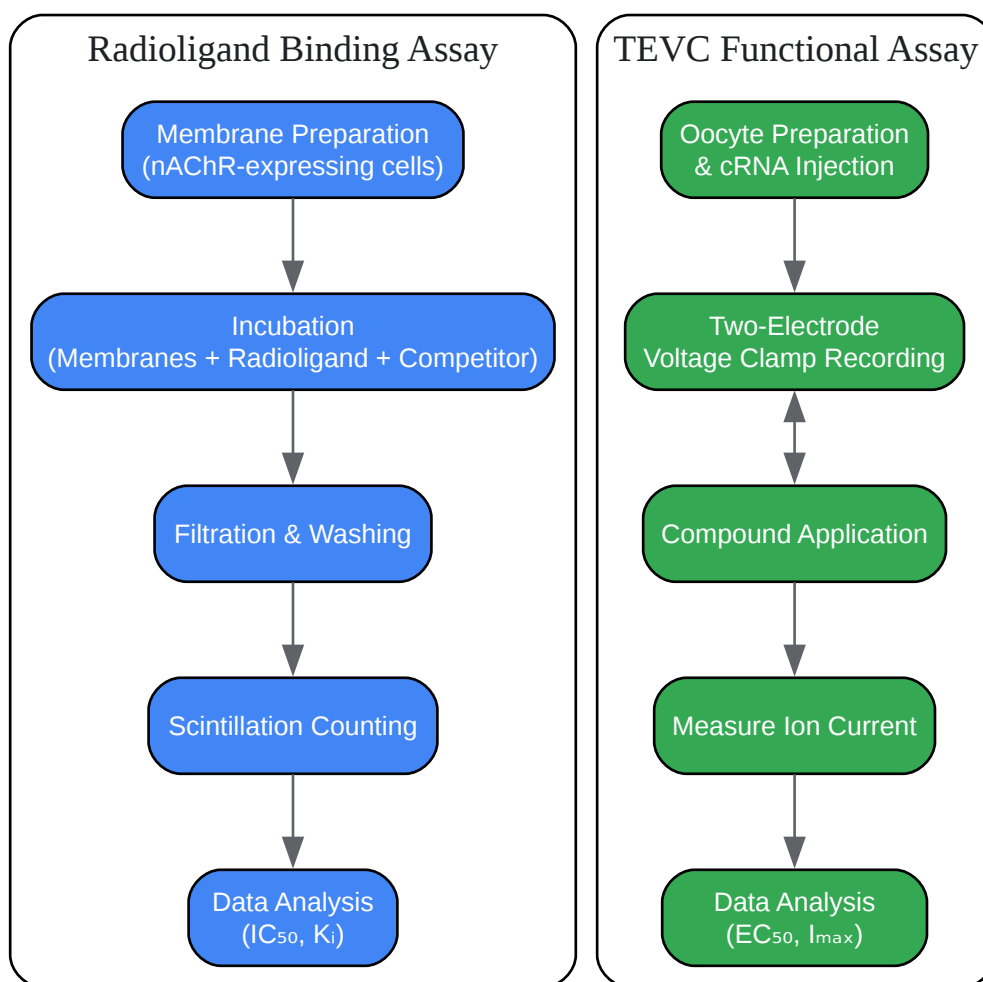 Radioligand Binding Assay
Membrane Preparation
(nAChR-expressing cells)
Incubation
(Membranes + Radioligand + Competitor)
Filtration & Washing
Scintillation Counting
Data Analysis
(IC₅₀, Kᵢ)
TEVC Functional Assay
Oocyte Preparation
& cRNA Injection
Two-Electrode
Voltage Clamp Recording
Compound Application
Measure Ion Current
Data Analysis
(EC₅₀, Iₘₐₓ)